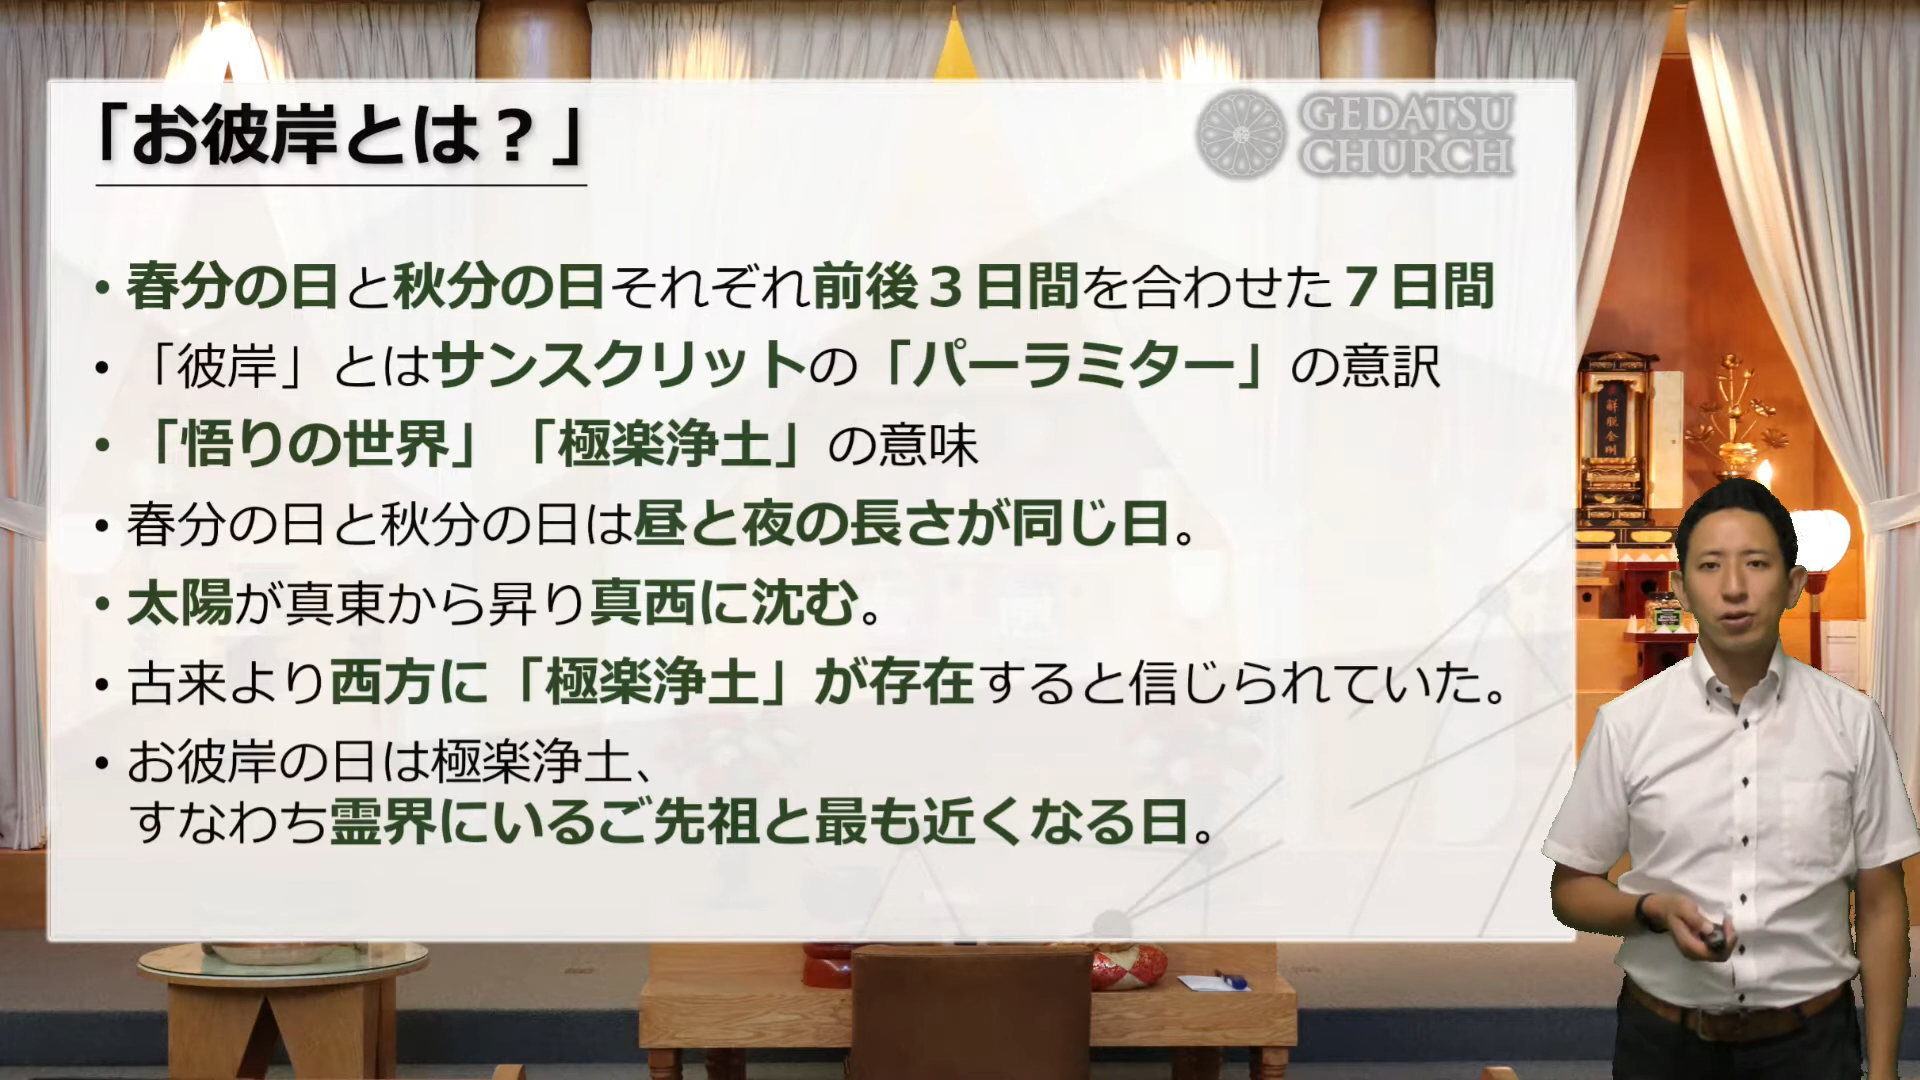 「お彼岸とは？」
GEDATSU
CHURCH
• 春分の日と秋分の日それぞれ前後３日間を合わせた７日間
• 「彼岸」とはサンスクリットの「パーラミター」の意訳
• 「悟りの世界」「極楽浄土」の意味
• 春分の日と秋分の日は昼と夜の長さが同じ日。
• 太陽が真東から昇り真西に沈む。
• 古来より西方に「極楽浄土」が存在すると信じられていた。
• お彼岸の日は極楽浄土、
すなわち霊界にいるご先祖と最も近くなる日。